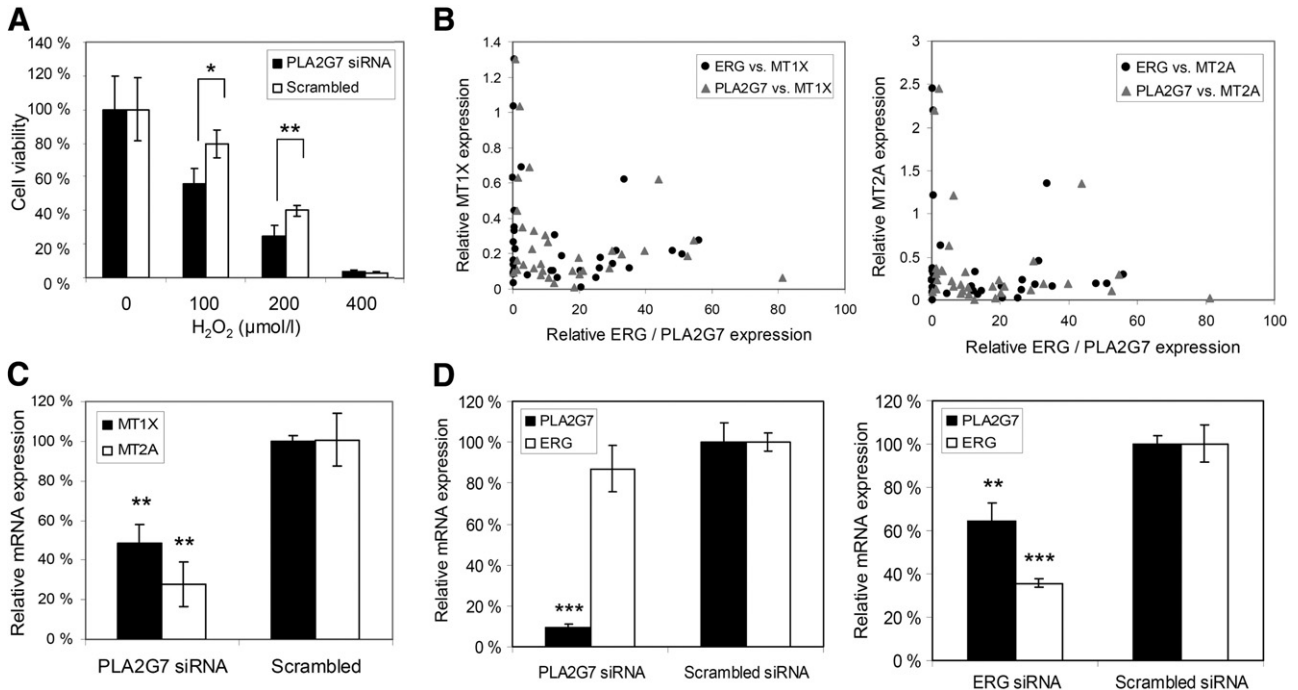 A
140 %
120 %
100 %
80 %
60 %
40 %
20 %
0 %
Cell viability
PLA2G7 siRNA
Scrambled
*
**
0
100
200
400
H₂O₂ (µmol/l)
B
1.4
1.2
1
0.8
0.6
0.4
0.2
0
Relative MT1X expression
ERG vs. MT1X
PLA2G7 vs. MT1X
0
20
40
60
80
100
Relative ERG / PLA2G7 expression
3
2.5
2
1.5
1
0.5
0
Relative MT2A expression
ERG vs. MT2A
PLA2G7 vs. MT2A
0
20
40
60
80
100
Relative ERG / PLA2G7 expression
C
120 %
100 %
80 %
60 %
40 %
20 %
0 %
Relative mRNA expression
MT1X
MT2A
**
**
PLA2G7 siRNA
Scrambled
D
120 %
100 %
80 %
60 %
40 %
20 %
0 %
Relative mRNA expression
PLA2G7
ERG
***
PLA2G7 siRNA
Scrambled siRNA
120 %
100 %
80 %
60 %
40 %
20 %
0 %
Relative mRNA expression
PLA2G7
ERG
**
***
ERG siRNA
Scrambled siRNA